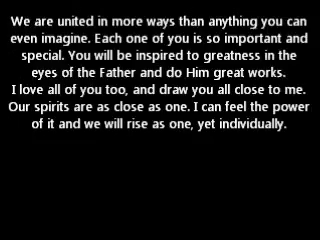 We are united in more ways than anything you can
even imagine. Each one of you is so important and
special. You will be inspired to greatness in the
eyes of the Father and do Him great works.
I love all of you too, and draw you all close to me.
Our spirits are as close as one. I can feel the power
of it and we will rise as one, yet individually.